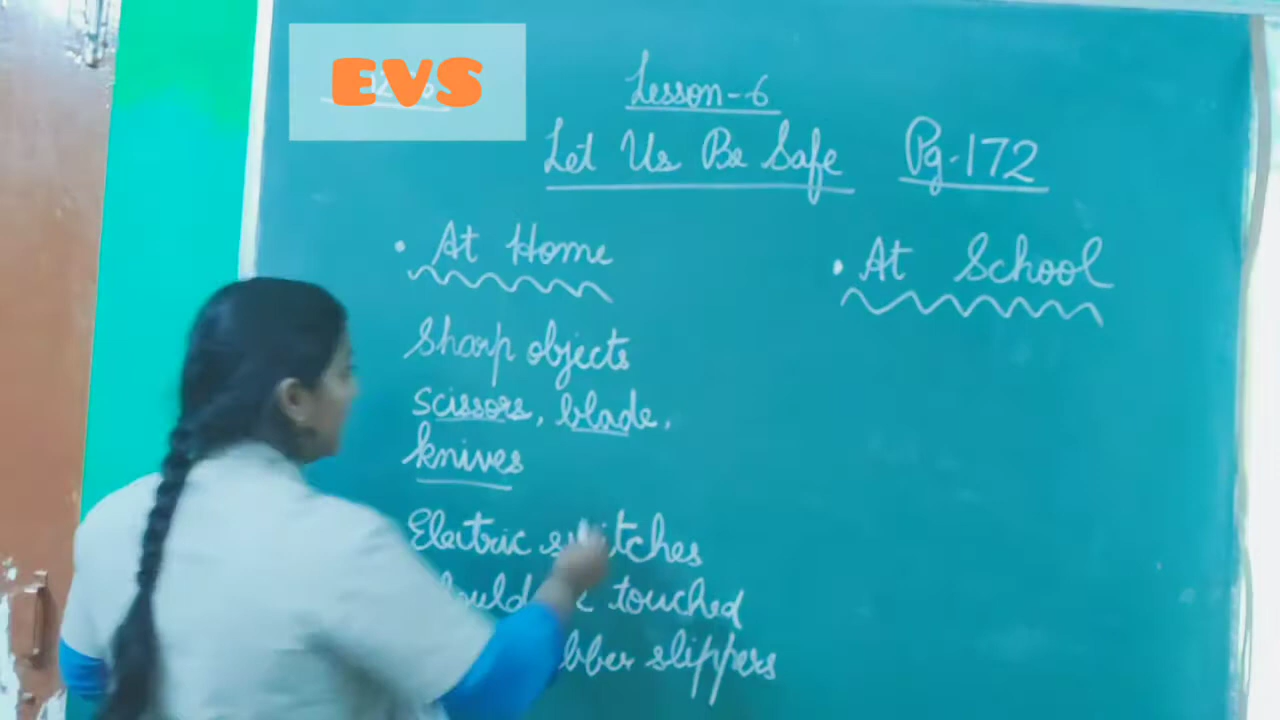 EVS
Lesson-6
Let Us Be Safe Pg.172
• At Home
• At School
Sharp objects
scissors, blade,
knives
Electric switches
touched
slippers